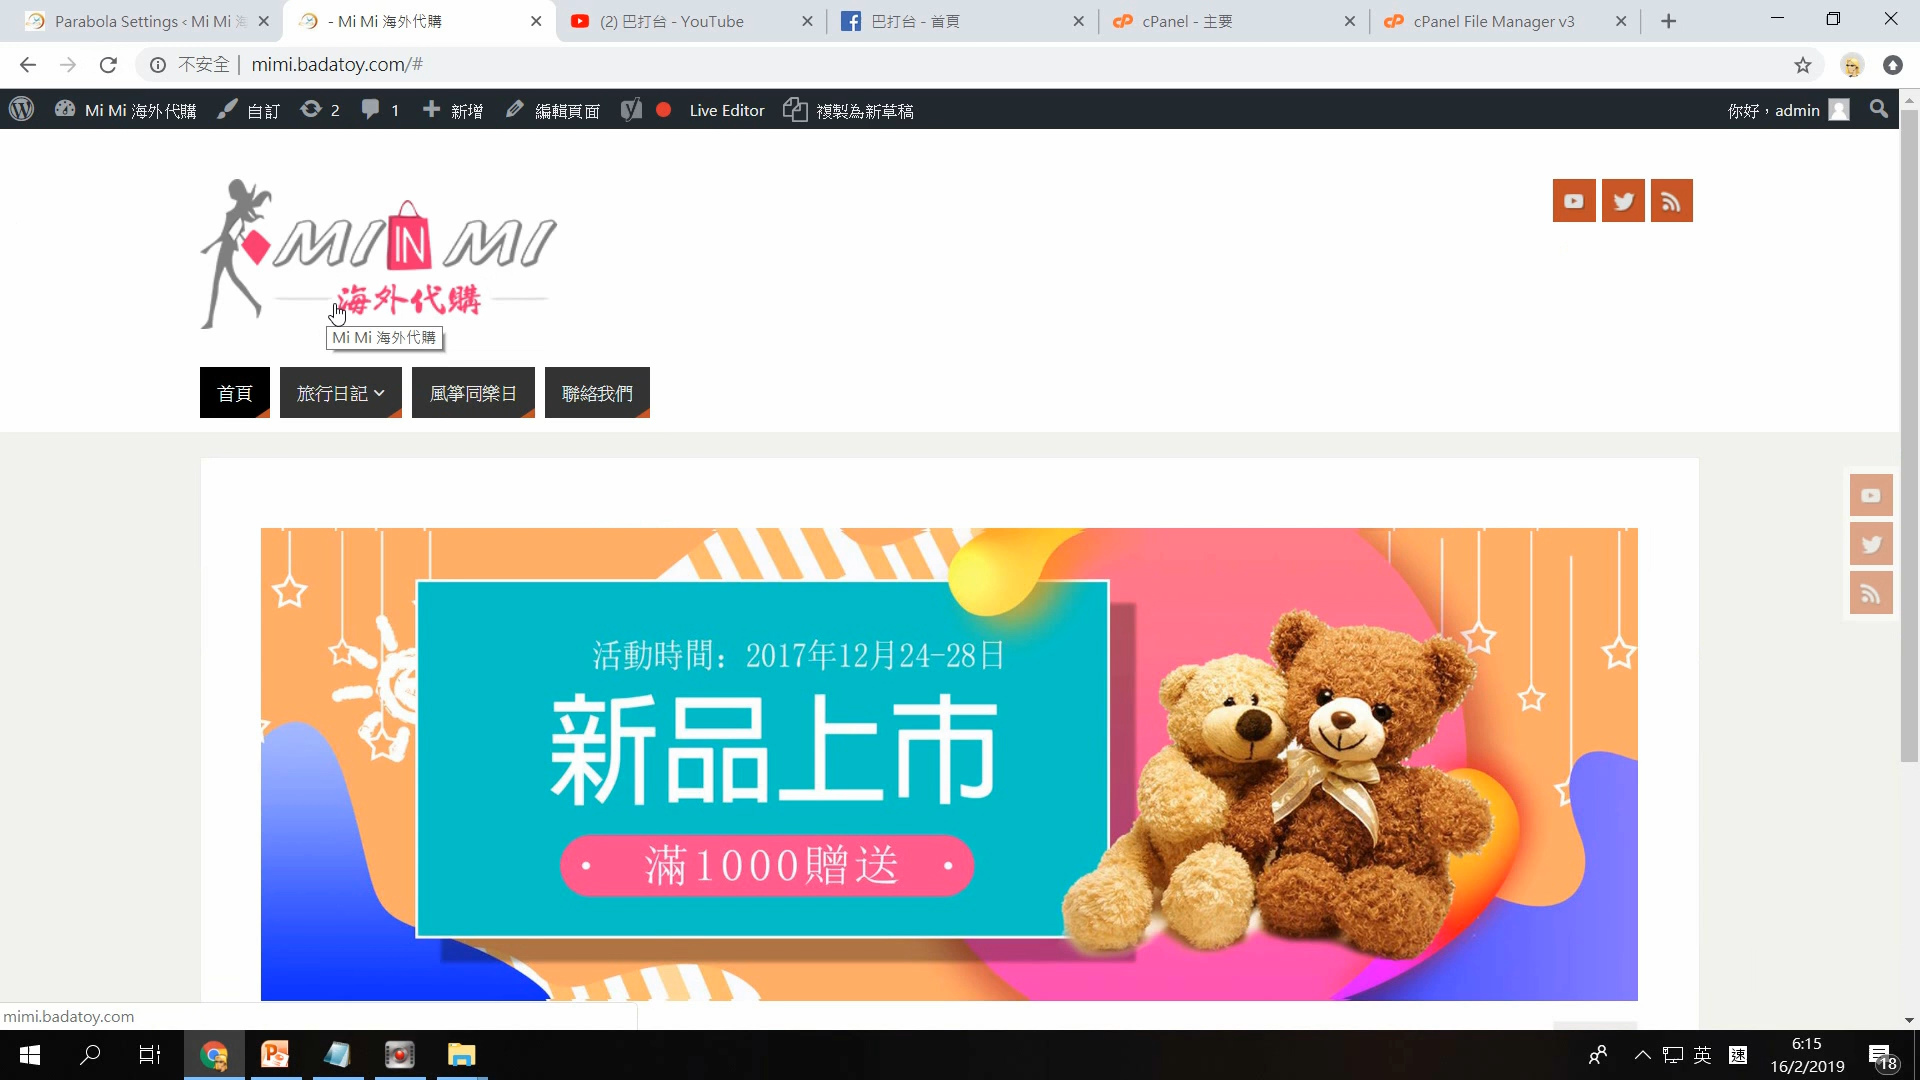 Parabola Settings ‹ Mi Mi 海
- Mi Mi 海外代購
(2) 巴打台 - YouTube
巴打台 - 首頁
cPanel - 主要
cPanel File Manager v3
不安全 | mimi.badatoy.com/#
Mi Mi 海外代購
自訂
2
1
新增
編輯頁面
Live Editor
複製為新草稿
你好，admin
MI IN MI
海外代購
Mi Mi 海外代購
首頁
旅行日記
風箏同樂日
聯絡我們
活動時間：2017年12月24-28日
新品上市
滿1000贈送
mimi.badatoy.com
英
速
6:15
16/2/2019
18